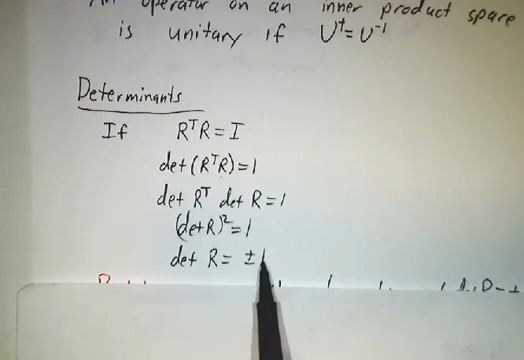 An operator on an inner product space
is unitary if U† = U⁻¹
Determinants
If RᵀR = I
det(RᵀR) = 1
det Rᵀ det R = 1
(det R)² = 1
det R = ±1